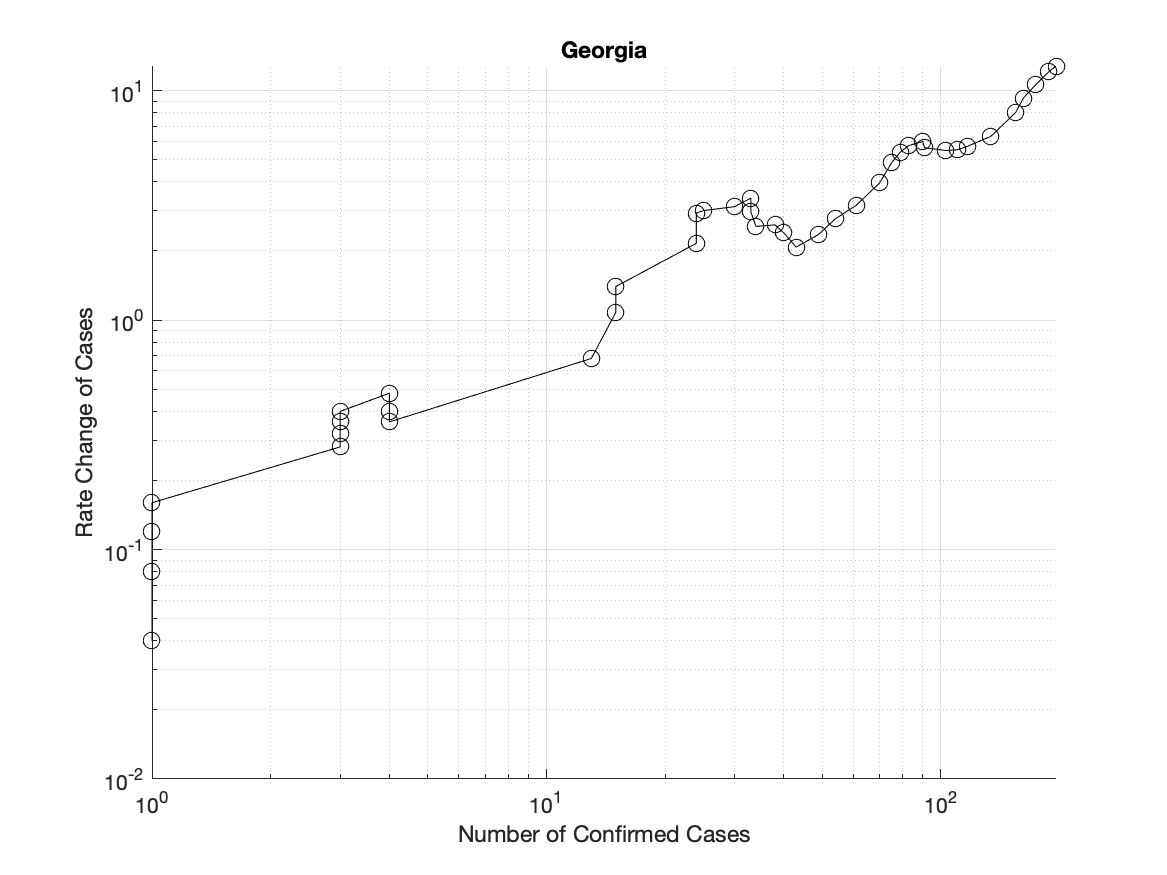 Georgia
10^1
10^0
10^-1
10^-2
Rate Change of Cases
10^0 10^1 10^2
Number of Confirmed Cases